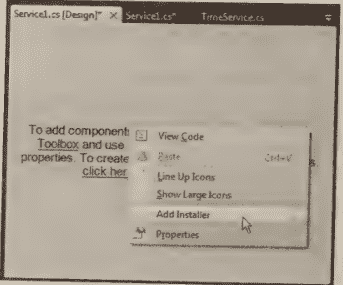 Service1.cs [Design]* × Service1.cs* TimeService.cs
To add component
Toolbox and use
properties. To create
click her
s
View Code
Paste Ctrl+V
Line Up Icons
Show Large Icons
Add Installer
Properties